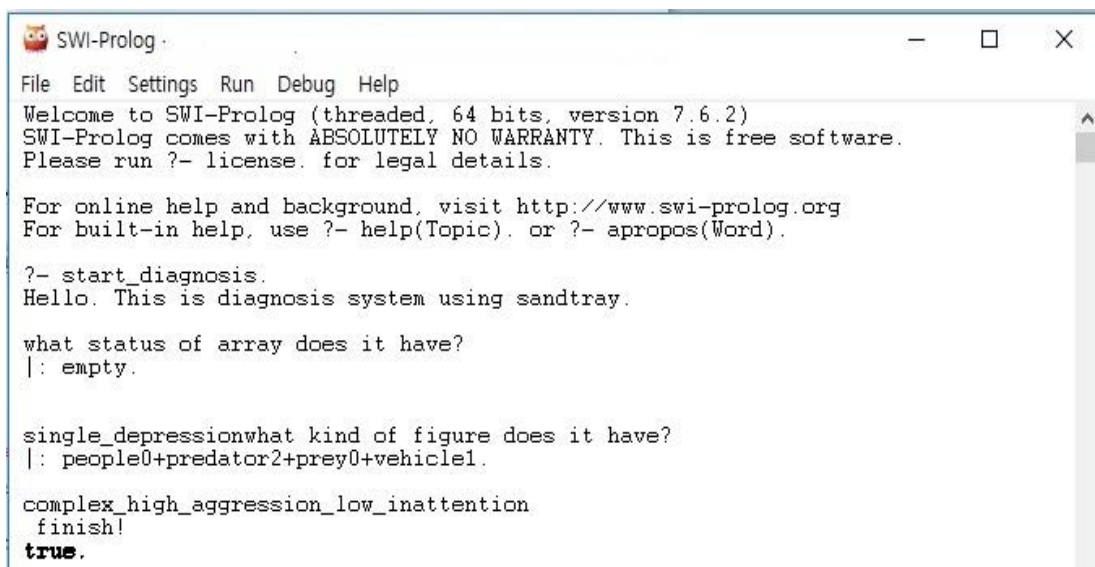 SWI-Prolog -
File Edit Settings Run Debug Help
Welcome to SWI-Prolog (threaded, 64 bits, version 7.6.2)
SWI-Prolog comes with ABSOLUTELY NO WARRANTY. This is free software.
Please run ?- license. for legal details.
For online help and background, visit http://www.swi-prolog.org
For built-in help, use ?- help(Topic). or ?- apropos(Word).
?- start_diagnosis.
Hello. This is diagnosis system using sandtray.
what status of array does it have?
|: empty.
single_depressionwhat kind of figure does it have?
|: people0+predator2+prey0+vehicle1.
complex_high_aggression_low_inattention
finish!
true.